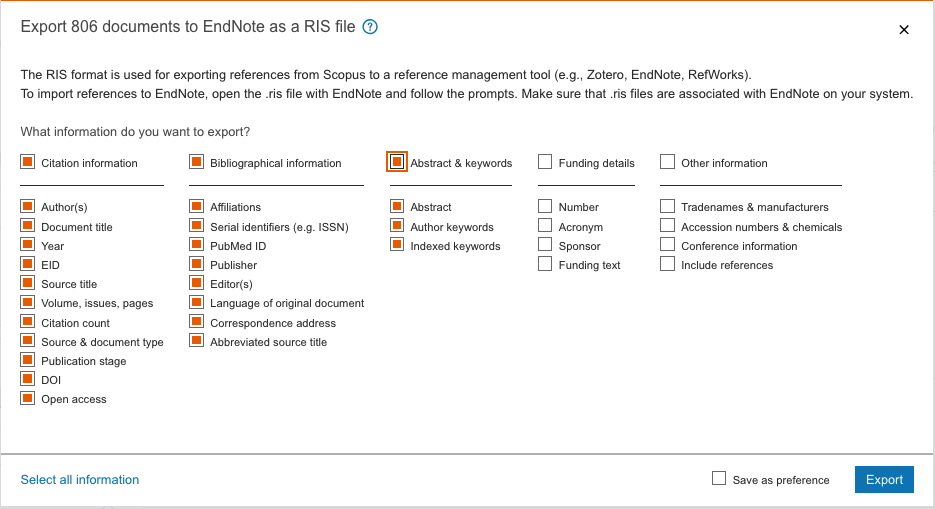 Export 806 documents to EndNote as a RIS file ?
×
The RIS format is used for exporting references from Scopus to a reference management tool (e.g., Zotero, EndNote, RefWorks).
To import references to EndNote, open the .ris file with EndNote and follow the prompts. Make sure that .ris files are associated with EndNote on your system.
What information do you want to export?
Citation information
Author(s)
Document title
Year
EID
Source title
Volume, issues, pages
Citation count
Source & document type
Publication stage
DOI
Open access
Bibliographical information
Affiliations
Serial identifiers (e.g. ISSN)
PubMed ID
Publisher
Editor(s)
Language of original document
Correspondence address
Abbreviated source title
Abstract & keywords
Abstract
Author keywords
Indexed keywords
Funding details
Number
Acronym
Sponsor
Funding text
Other information
Tradenames & manufacturers
Accession numbers & chemicals
Conference information
Include references
Select all information
Save as preference
Export